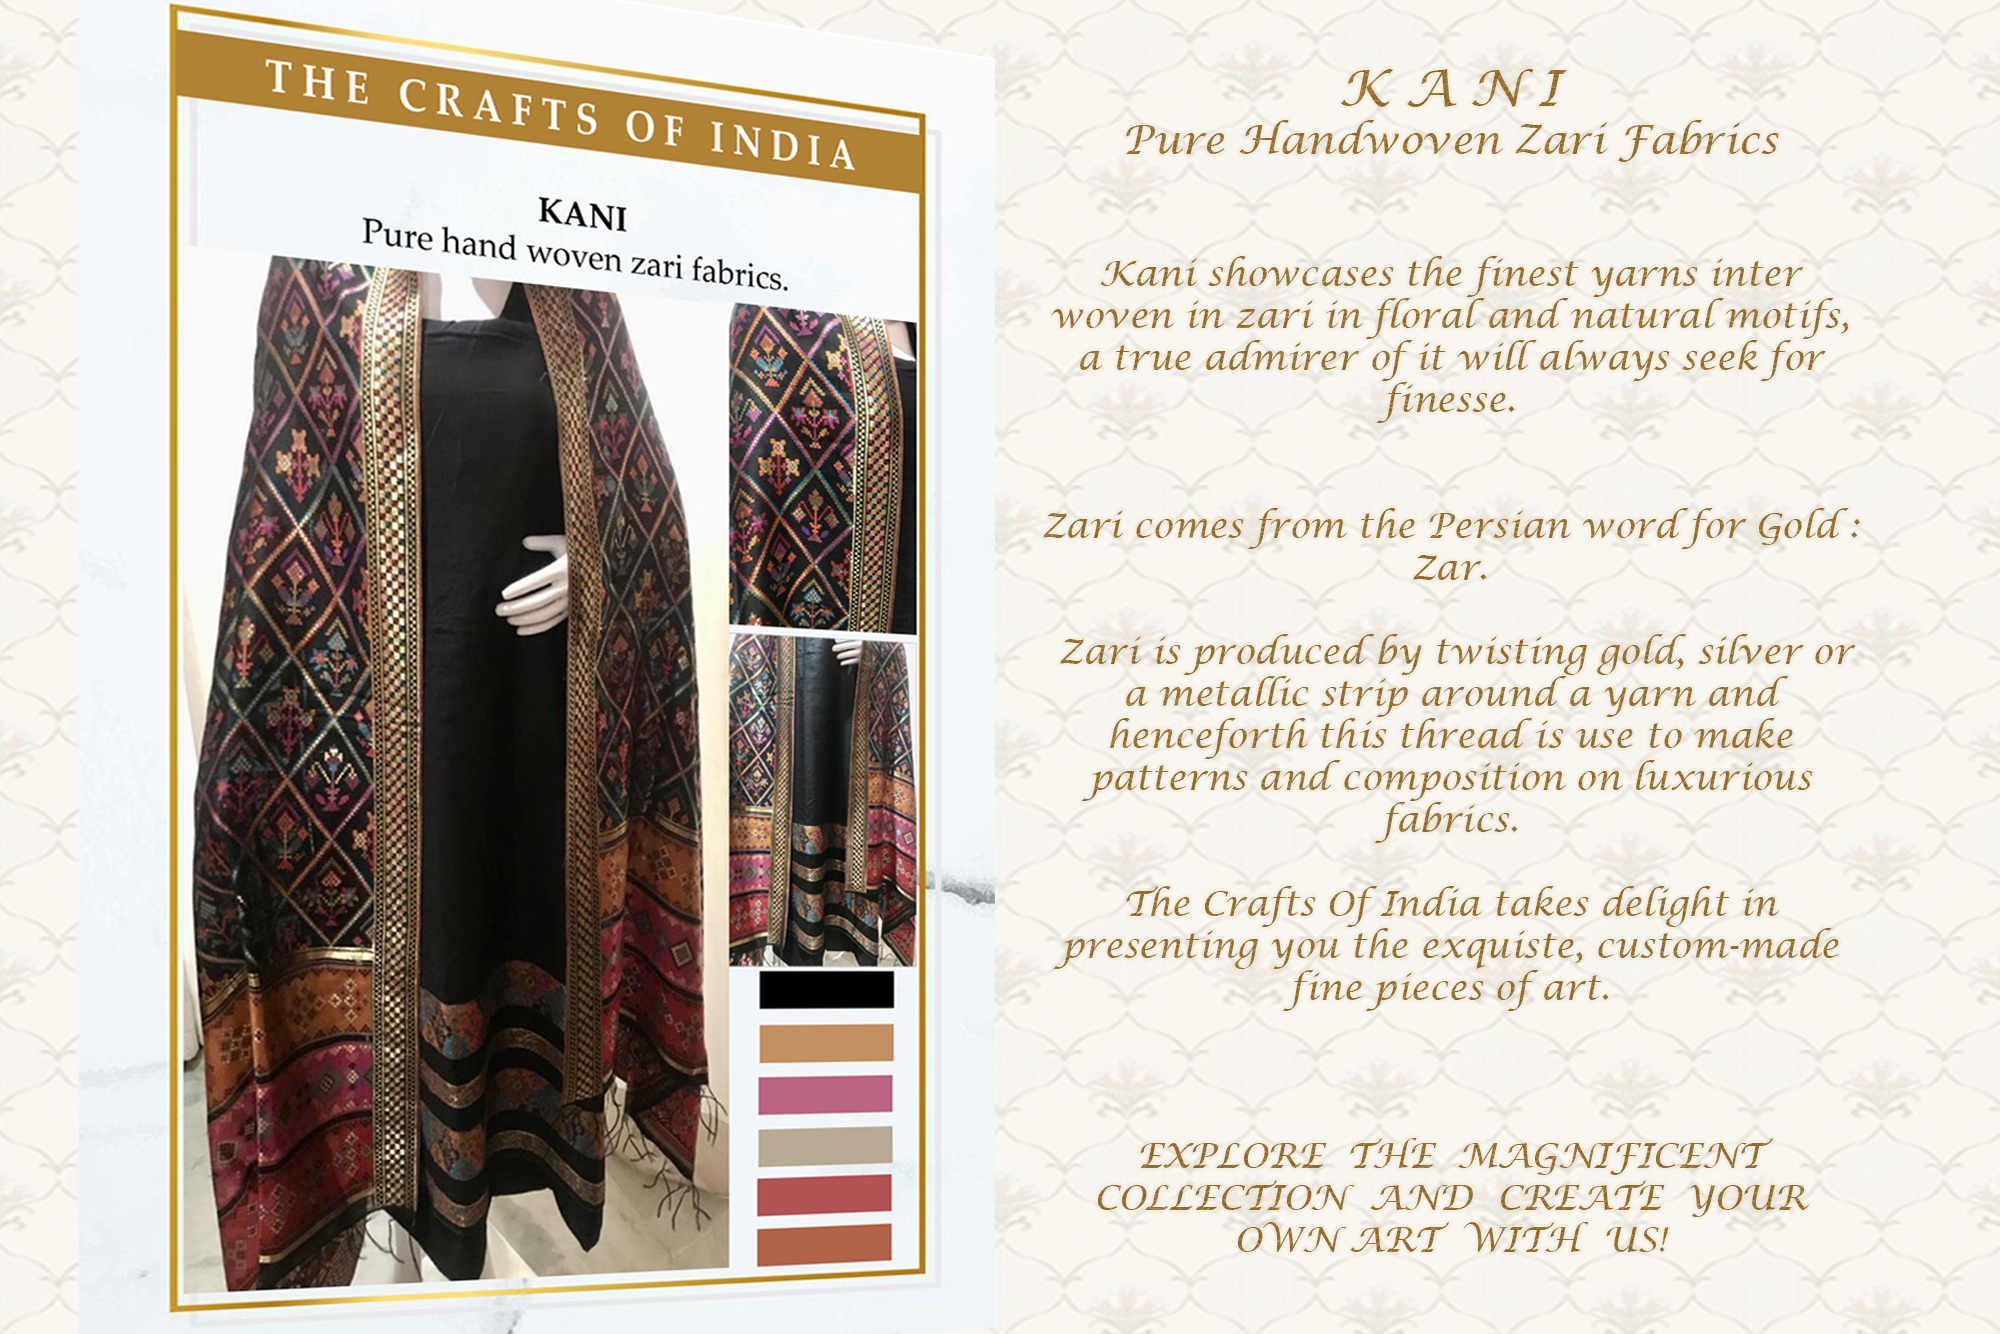 THE CRAFTS OF INDIA
KANI
Pure hand woven zari fabrics.
KANI
Pure Handwoven Zari Fabrics
Kani showcases the finest yarns inter
woven in zari in floral and natural motifs,
a true admirer of it will always seek for
finesse.
Zari comes from the Persian word for Gold :
Zar.
Zari is produced by twisting gold, silver or
a metallic strip around a yarn and
henceforth this thread is use to make
patterns and composition on luxurious
fabrics.
The Crafts Of India takes delight in
presenting you the exquiste, custom-made
fine pieces of art.
EXPLORE THE MAGNIFICENT
COLLECTION AND CREATE YOUR
OWN ART WITH US!